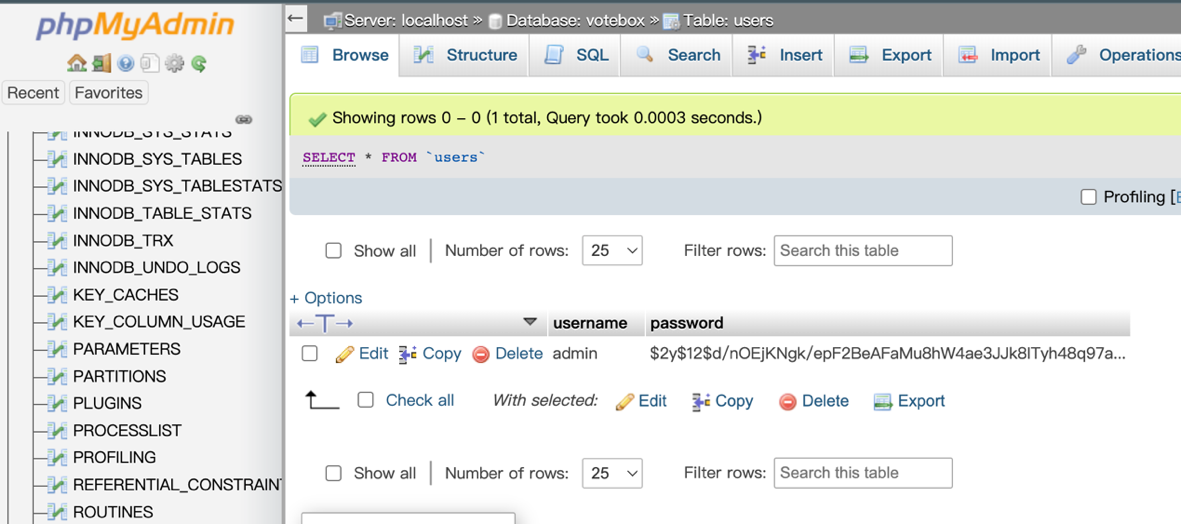 phpMyAdmin
Recent Favorites
INNODB_SYS_STATS
INNODB_SYS_TABLES
INNODB_SYS_TABLESTATS
INNODB_TABLE_STATS
INNODB_TRX
INNODB_UNDO_LOGS
KEY_CACHES
KEY_COLUMN_USAGE
PARAMETERS
PARTITIONS
PLUGINS
PROCESSLIST
PROFILING
REFERENTIAL_CONSTRAIN
ROUTINES
Server: localhost » Database: votebox » Table: users
Browse Structure SQL Search Insert Export Import Operations
Showing rows 0 – 0 (1 total, Query took 0.0003 seconds.)
SELECT * FROM `users`
Profiling [
Show all Number of rows: 25 Filter rows: Search this table
+ Options
←T→ username password
Edit Copy Delete admin $2y$12$d/nOEjKNgk/epF2BeAFaMu8hW4ae3JJk8lTyh48q97a...
Check all With selected: Edit Copy Delete Export
Show all Number of rows: 25 Filter rows: Search this table